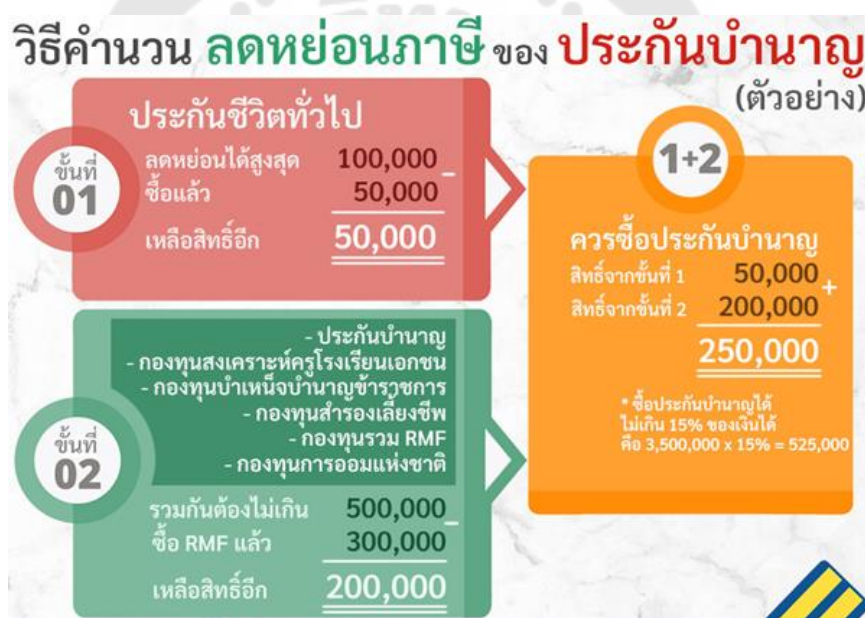 วิธีคำนวน ลดหย่อนภาษี ของ ประกันบำนาญ
(ตัวอย่าง)
ขั้นที่
01
ประกันชีวิตทั่วไป
ลดหย่อนได้สูงสุด 100,000 -
ซื้อแล้ว 50,000
เหลือสิทธิ์อีก 50,000
ขั้นที่
02
- ประกันบำนาญ
- กองทุนสงเคราะห์ครูโรงเรียนเอกชน
- กองทุนบำเหน็จบำนาญข้าราชการ
- กองทุนสำรองเลี้ยงชีพ
- กองทุนรวม RMF
- กองทุนการออมแห่งชาติ
รวมกันต้องไม่เกิน 500,000 -
ซื้อ RMF แล้ว 300,000
เหลือสิทธิ์อีก 200,000
1+2
ควรซื้อประกันบำนาญ
สิทธิ์จากขั้นที่ 1 50,000 +
สิทธิ์จากขั้นที่ 2 200,000
250,000
* ซื้อประกันบำนาญได้
ไม่เกิน 15% ของเงินได้
คือ 3,500,000 x 15% = 525,000